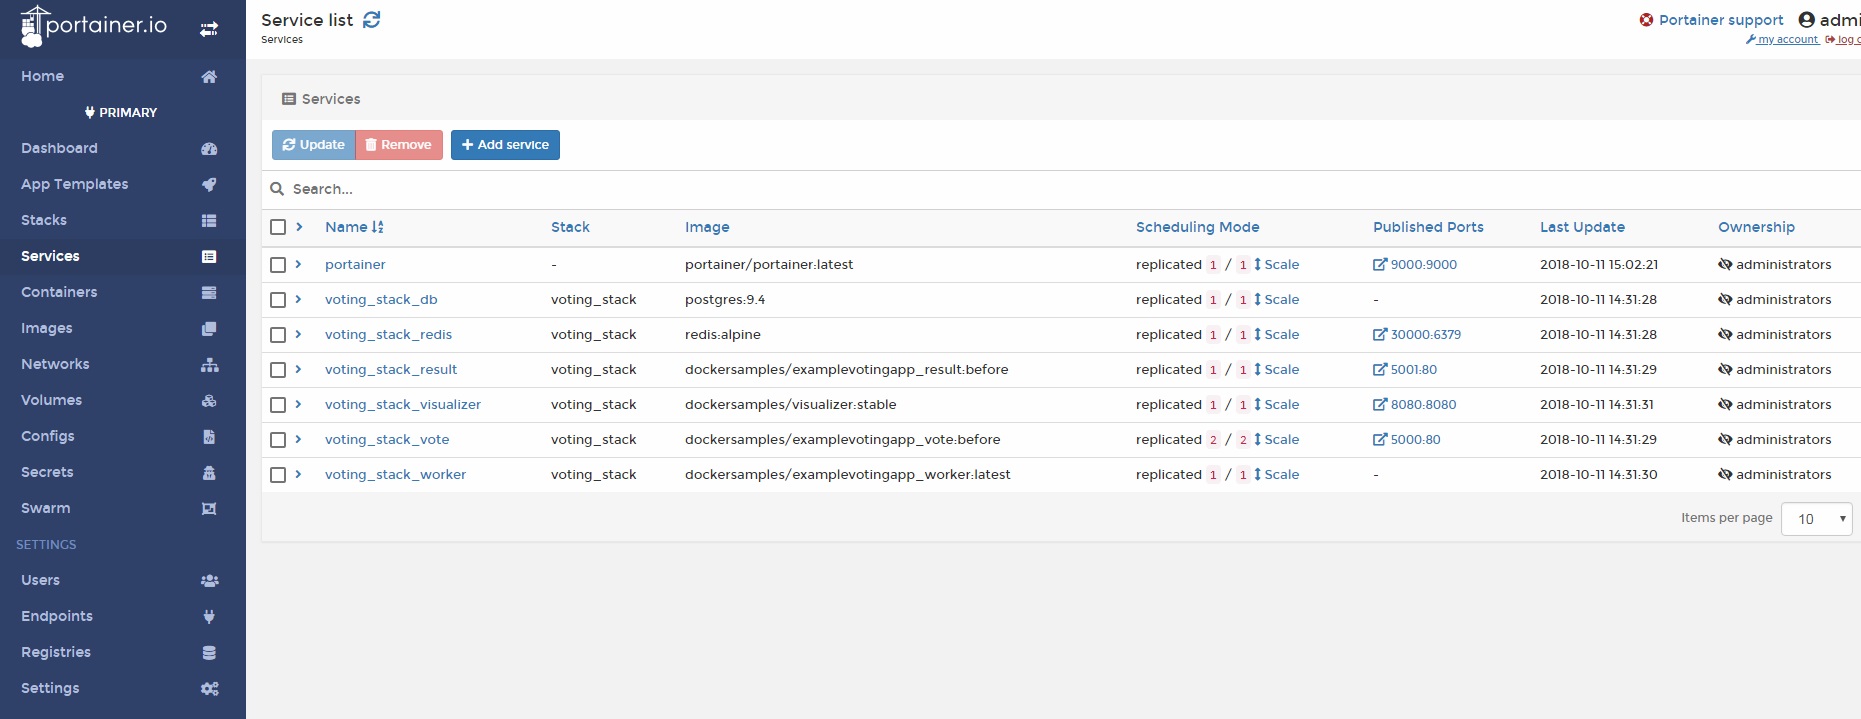 portainer.io
Home
PRIMARY
Dashboard
App Templates
Stacks
Services
Containers
Images
Networks
Volumes
Configs
Secrets
Swarm
SETTINGS
Users
Endpoints
Registries
Settings
Service list
Services
Portainer support admi
my account log o
Services
Update Remove Add service
Search...
Name Stack Image Scheduling Mode Published Ports Last Update Ownership
portainer - portainer/portainer:latest replicated 1 / 1 Scale 9000:9000 2018-10-11 15:02:21 administrators
voting_stack_db voting_stack postgres:9.4 replicated 1 / 1 Scale - 2018-10-11 14:31:28 administrators
voting_stack_redis voting_stack redis:alpine replicated 1 / 1 Scale 30000:6379 2018-10-11 14:31:28 administrators
voting_stack_result voting_stack dockersamples/examplevotingapp_result:before replicated 1 / 1 Scale 5001:80 2018-10-11 14:31:29 administrators
voting_stack_visualizer voting_stack dockersamples/visualizer:stable replicated 1 / 1 Scale 8080:8080 2018-10-11 14:31:31 administrators
voting_stack_vote voting_stack dockersamples/examplevotingapp_vote:before replicated 2 / 2 Scale 5000:80 2018-10-11 14:31:29 administrators
voting_stack_worker voting_stack dockersamples/examplevotingapp_worker:latest replicated 1 / 1 Scale - 2018-10-11 14:31:30 administrators
Items per page 10